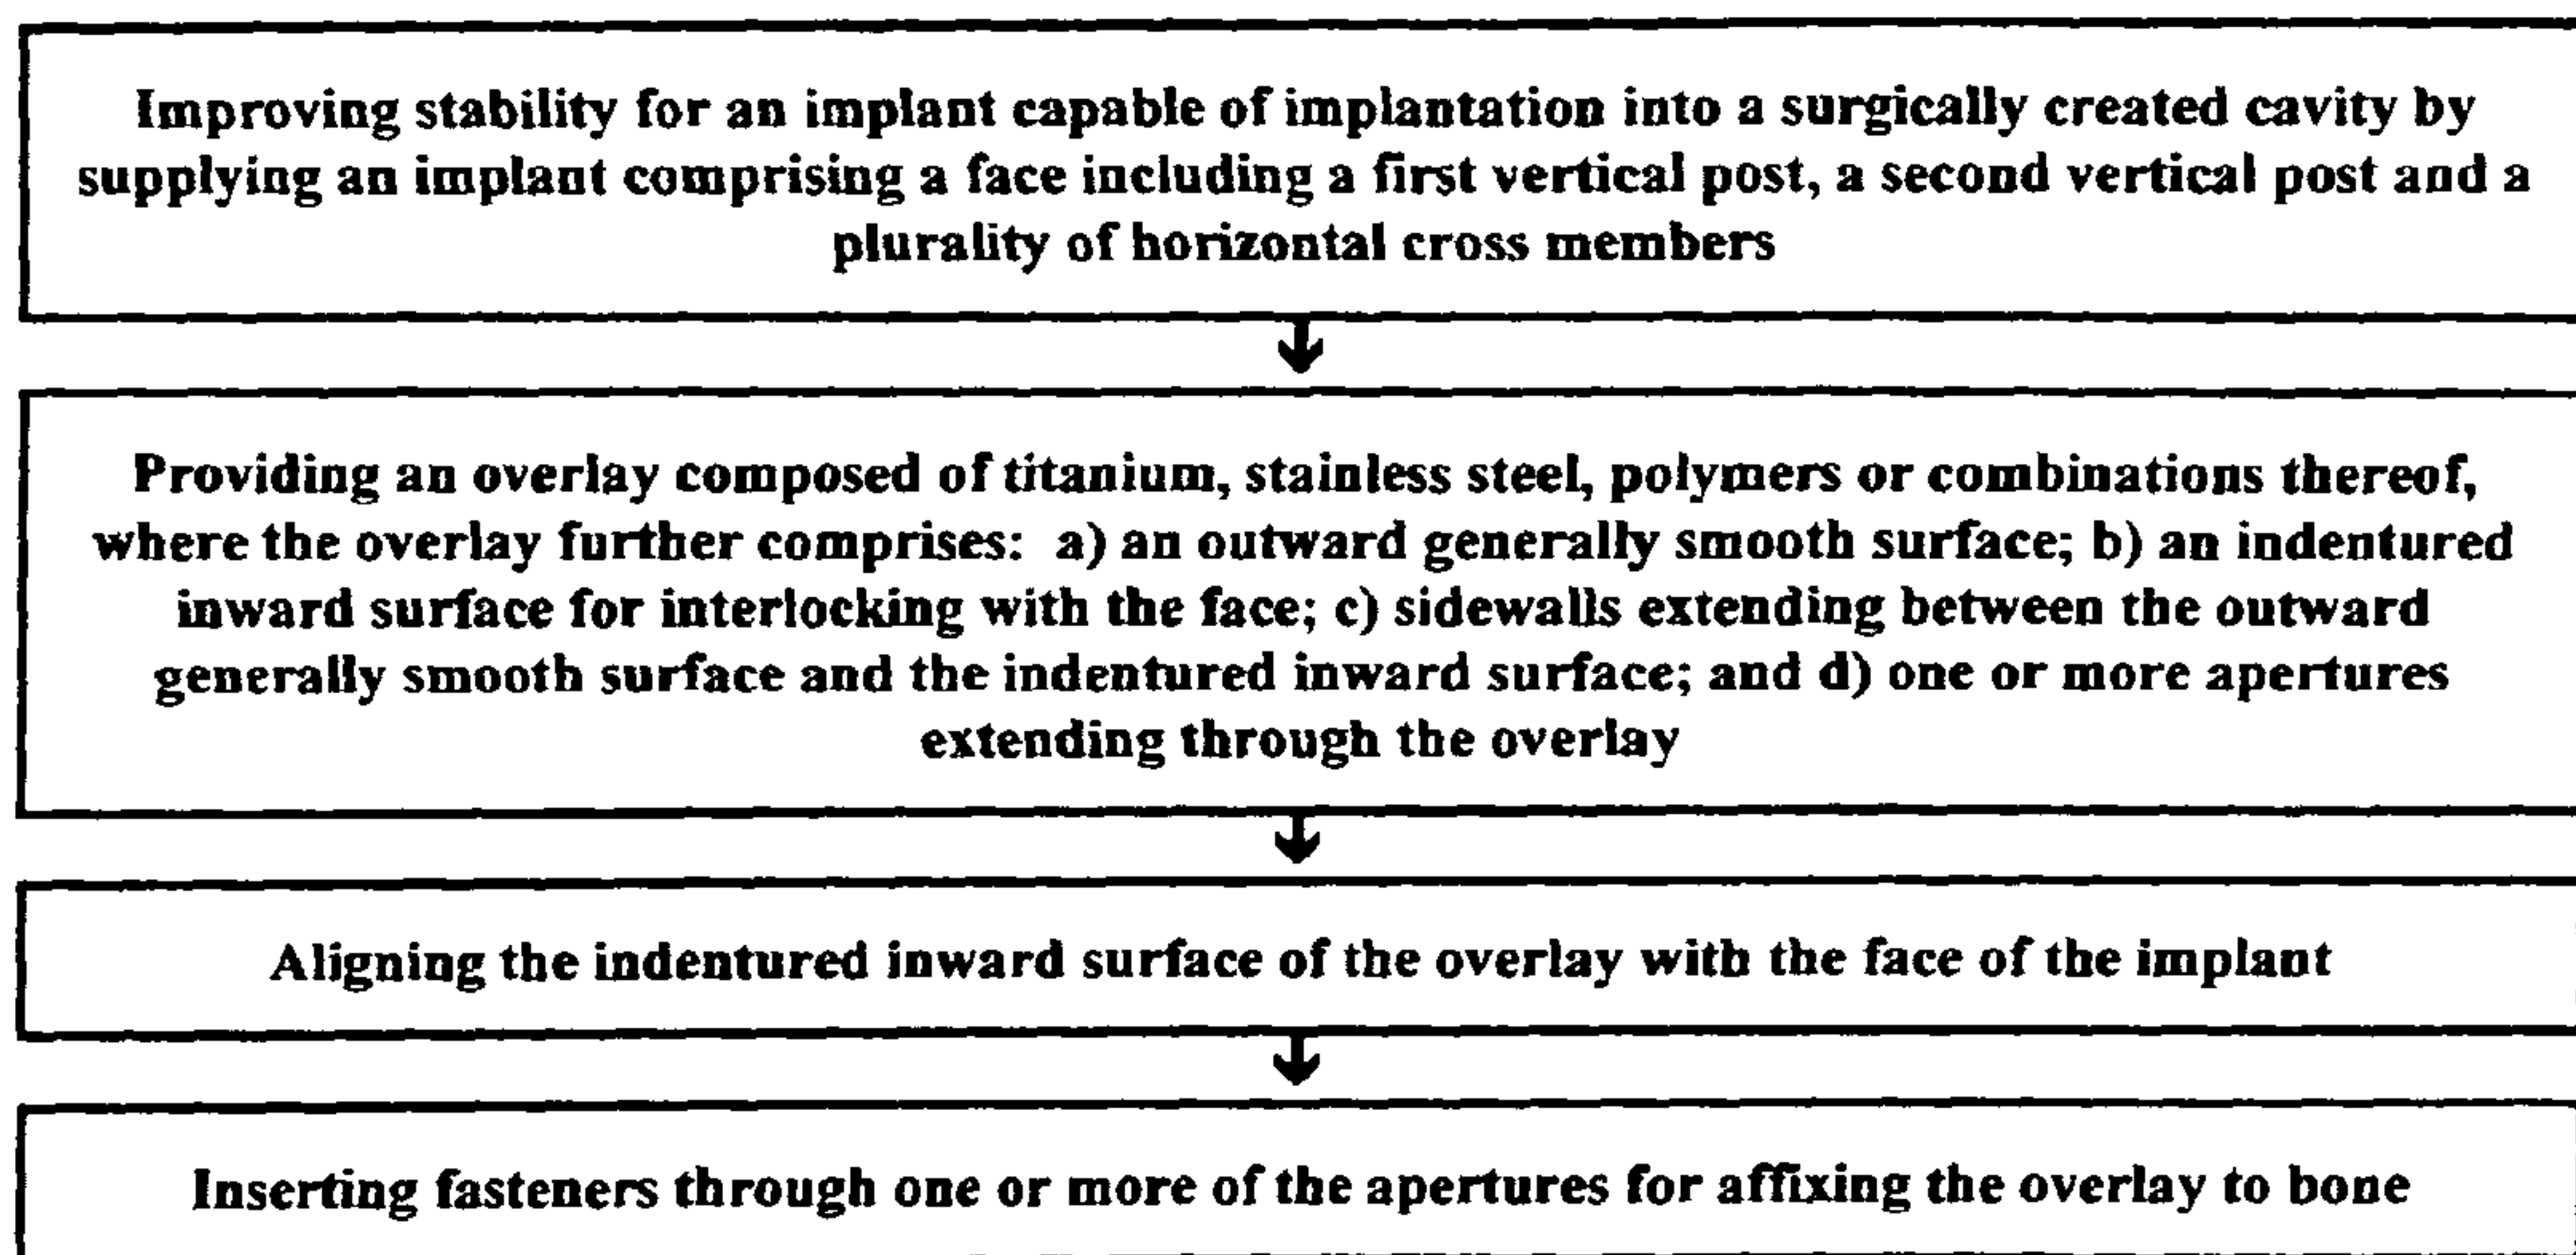 Improving stability for an implant capable of implantation into a surgically created cavity by
supplying an implant comprising a face including a first vertical post, a second vertical post and a
plurality of horizontal cross members
Providing an overlay composed of titanium, stainless steel, polymers or combinations thereof,
where the overlay further comprises: a) an outward generally smooth surface; b) an indentured
inward surface for interlocking with the face; c) sidewalls extending between the outward
generally smooth surface and the indentured inward surface; and d) one or more apertures
extending through the overlay
Aligning the indentured inward surface of the overlay with the face of the implant
Inserting fasteners through one or more of the apertures for affixing the overlay to bone